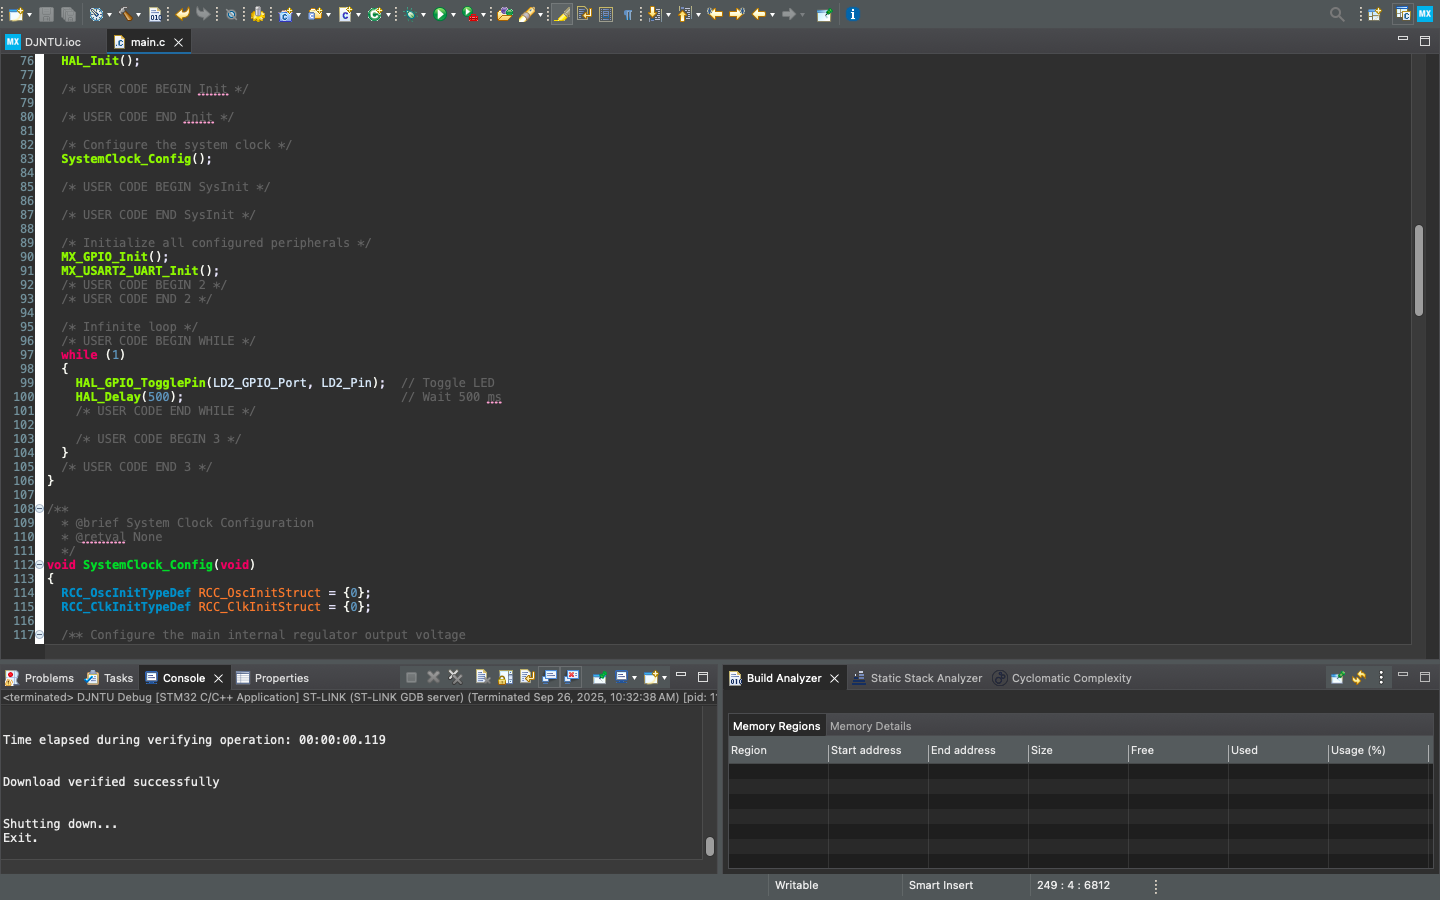 MX DJNTU.ioc
main.c
76 HAL_Init();
77
78 /* USER CODE BEGIN Init */
79
80 /* USER CODE END Init */
81
82 /* Configure the system clock */
83 SystemClock_Config();
84
85 /* USER CODE BEGIN SysInit */
86
87 /* USER CODE END SysInit */
88
89 /* Initialize all configured peripherals */
90 MX_GPIO_Init();
91 MX_USART2_UART_Init();
92 /* USER CODE BEGIN 2 */
93 /* USER CODE END 2 */
94
95 /* Infinite loop */
96 /* USER CODE BEGIN WHILE */
97 while (1)
98 {
99 HAL_GPIO_TogglePin(LD2_GPIO_Port, LD2_Pin); // Toggle LED
100 HAL_Delay(500); // Wait 500 ms
101 /* USER CODE END WHILE */
102
103 /* USER CODE BEGIN 3 */
104 }
105 /* USER CODE END 3 */
106 }
107
108 /**
109 * @brief System Clock Configuration
110 * @retval None
111 */
112 void SystemClock_Config(void)
113 {
114 RCC_OscInitTypeDef RCC_OscInitStruct = {0};
115 RCC_ClkInitTypeDef RCC_ClkInitStruct = {0};
116
117 /** Configure the main internal regulator output voltage
Problems Tasks Console Properties
<terminated> DJNTU Debug [STM32 C/C++ Application] ST-LINK (ST-LINK GDB server) (Terminated Sep 26, 2025, 10:32:38 AM) [pid: 1
Time elapsed during verifying operation: 00:00:00.119
Download verified successfully
Shutting down...
Exit.
Build Analyzer Static Stack Analyzer Cyclomatic Complexity
Memory Regions Memory Details
Region Start address End address Size Free Used Usage (%)
Writable Smart Insert 249 : 4 : 6812